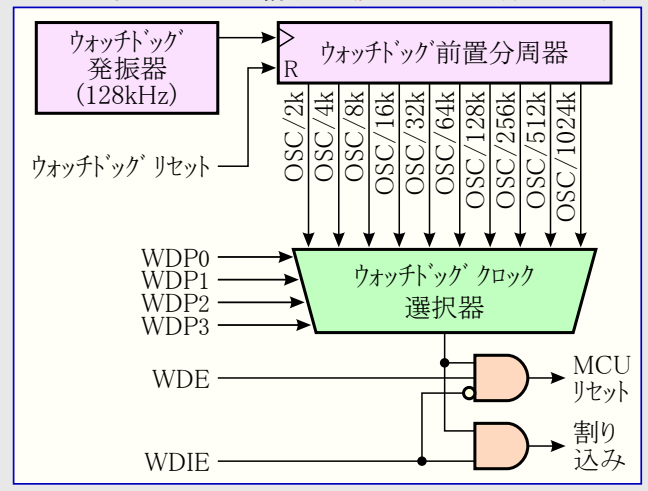 ウォッチドッグ
発振器
(128kHz)
ウォッチドッグ前置分周器
R
OSC/2k
OSC/4k
OSC/8k
OSC/16k
OSC/32k
OSC/64k
OSC/128k
OSC/256k
OSC/512k
OSC/1024k
ウォッチドッグ リセット
WDP0
WDP1
WDP2
WDP3
ウォッチドッグ クロック
選択器
WDE
MCU
リセット
WDIE
割り
込み